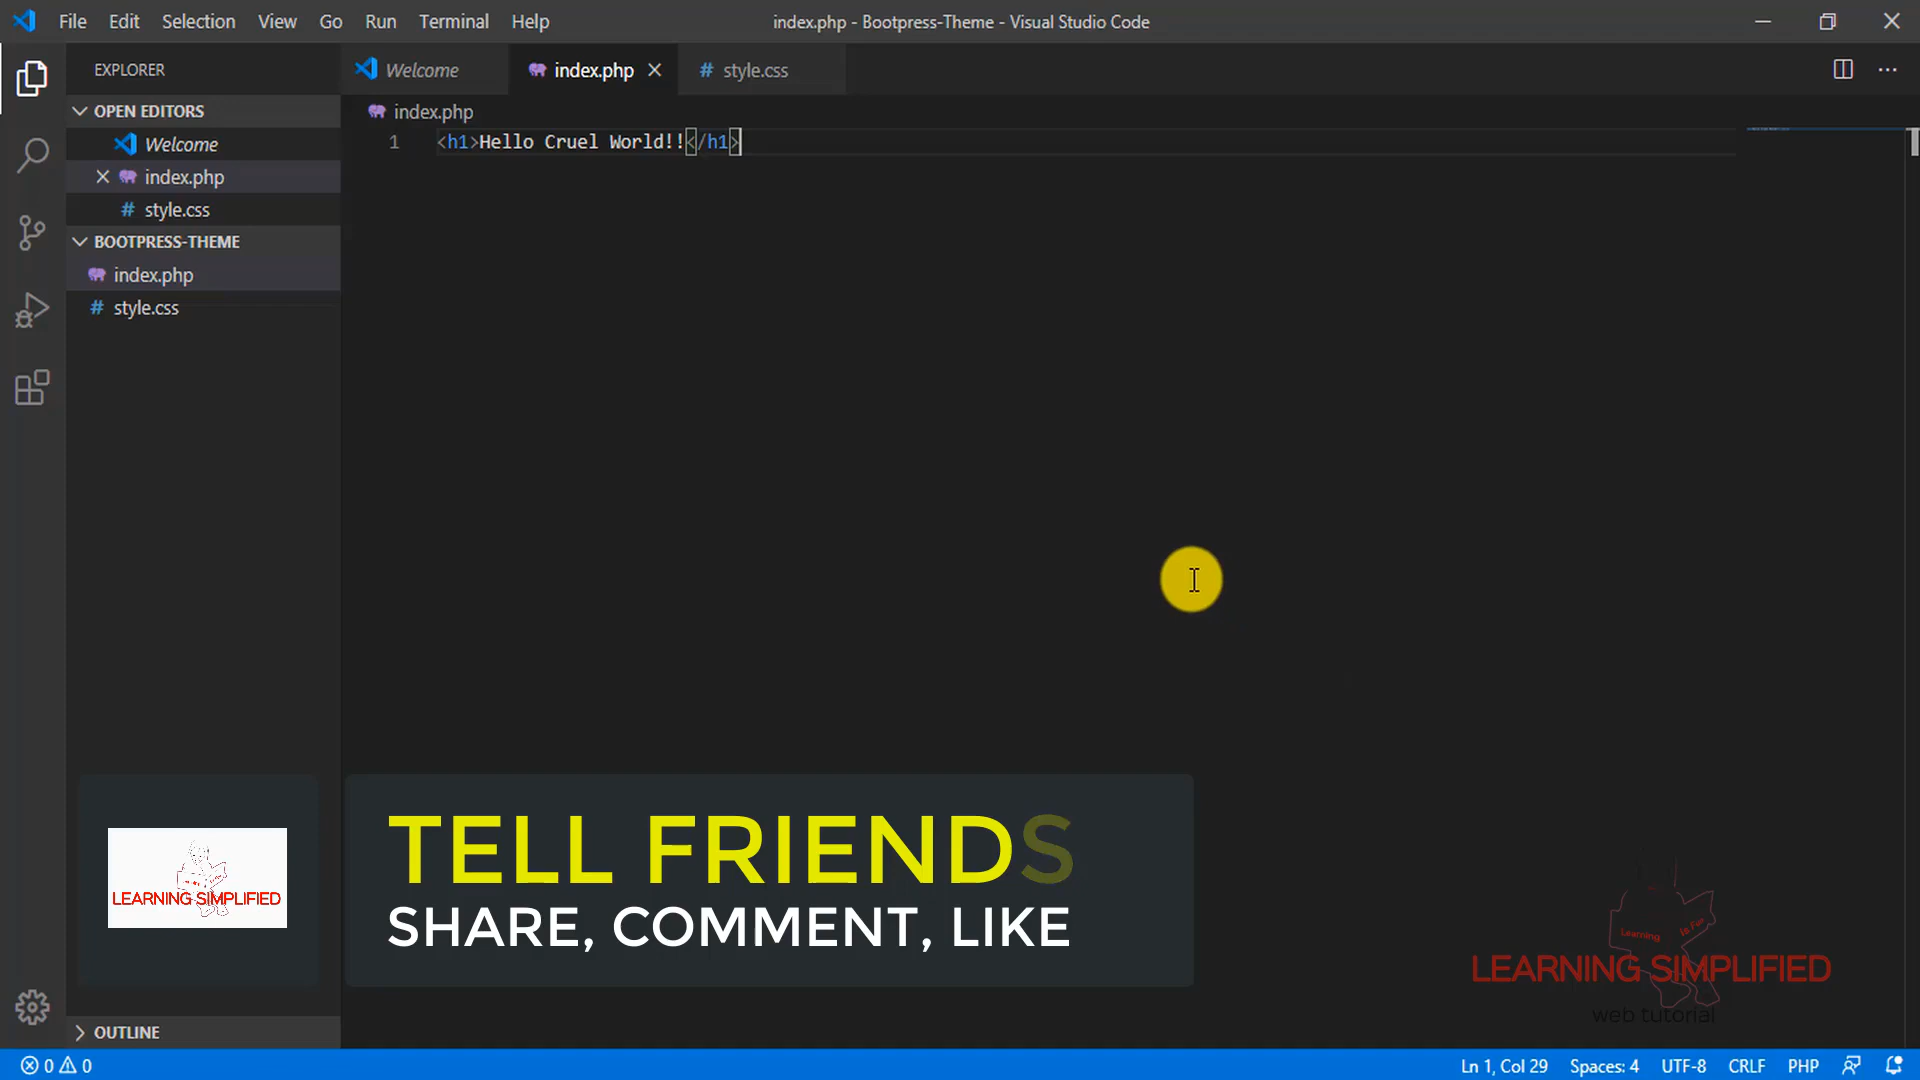 File Edit Selection View Go Run Terminal Help
index.php - Bootpress-Theme - Visual Studio Code
EXPLORER
Welcome
index.php
# style.css
OPEN EDITORS
Welcome
index.php
# style.css
BOOTPRESS-THEME
index.php
# style.css
OUTLINE
index.php
1 <h1>Hello Cruel World!!</h1>
LEARNING SIMPLIFIED
TELL FRIENDS
SHARE, COMMENT, LIKE
Learning Is Fun
LEARNING SIMPLIFIED
web tutorial
0 0
Ln 1, Col 29 Spaces: 4 UTF-8 CRLF PHP